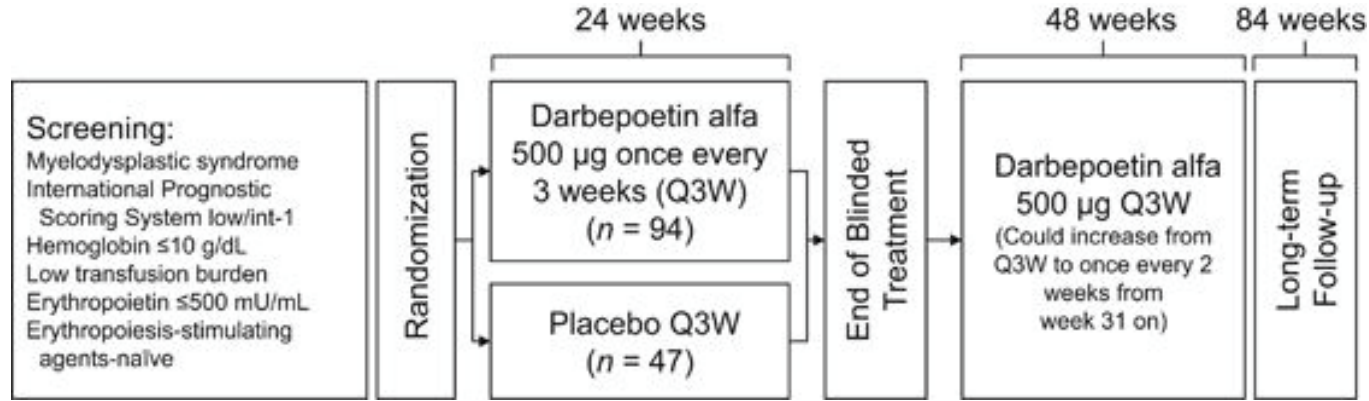 24 weeks
48 weeks
84 weeks
Screening:
Myelodysplastic syndrome
International Prognostic
Scoring System low/int-1
Hemoglobin ≤10 g/dL
Low transfusion burden
Erythropoietin ≤500 mU/mL
Erythropoiesis-stimulating
agents-naïve
Randomization
Darbepoetin alfa
500 µg once every
3 weeks (Q3W)
(n = 94)
Placebo Q3W
(n = 47)
End of Blinded
Treatment
Darbepoetin alfa
500 µg Q3W
(Could increase from
Q3W to once every 2
weeks from
week 31 on)
Long-term
Follow-up